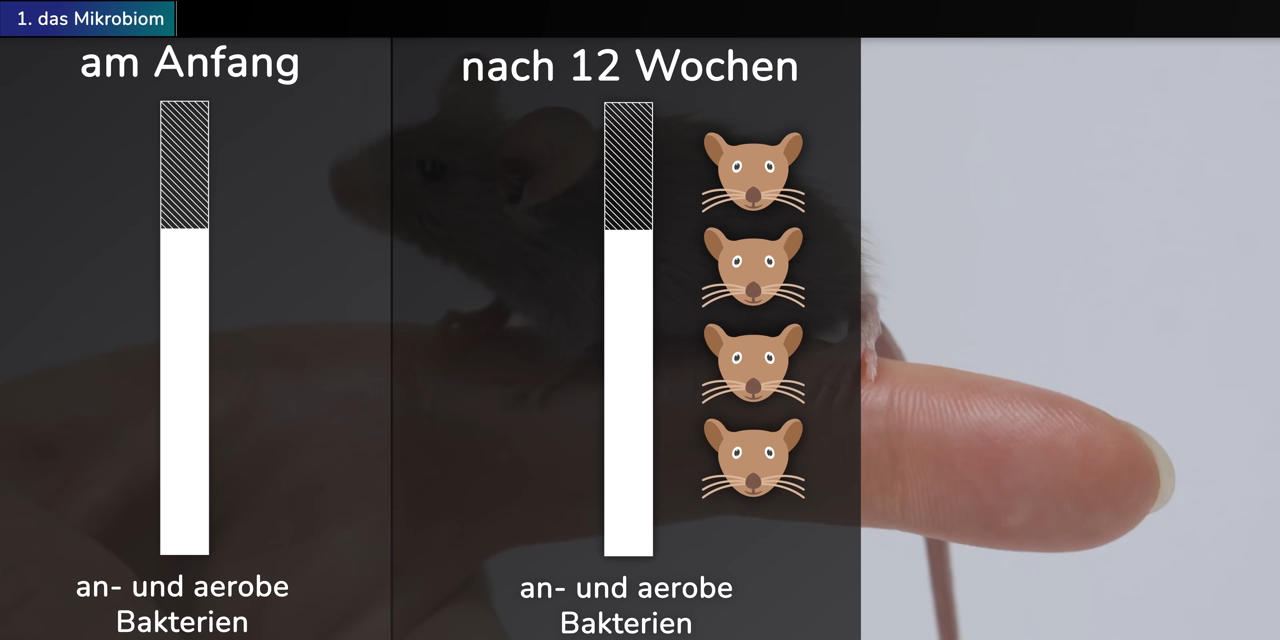 1. das Mikrobiom
am Anfang
nach 12 Wochen
an- und aerobe
Bakterien
an- und aerobe
Bakterien